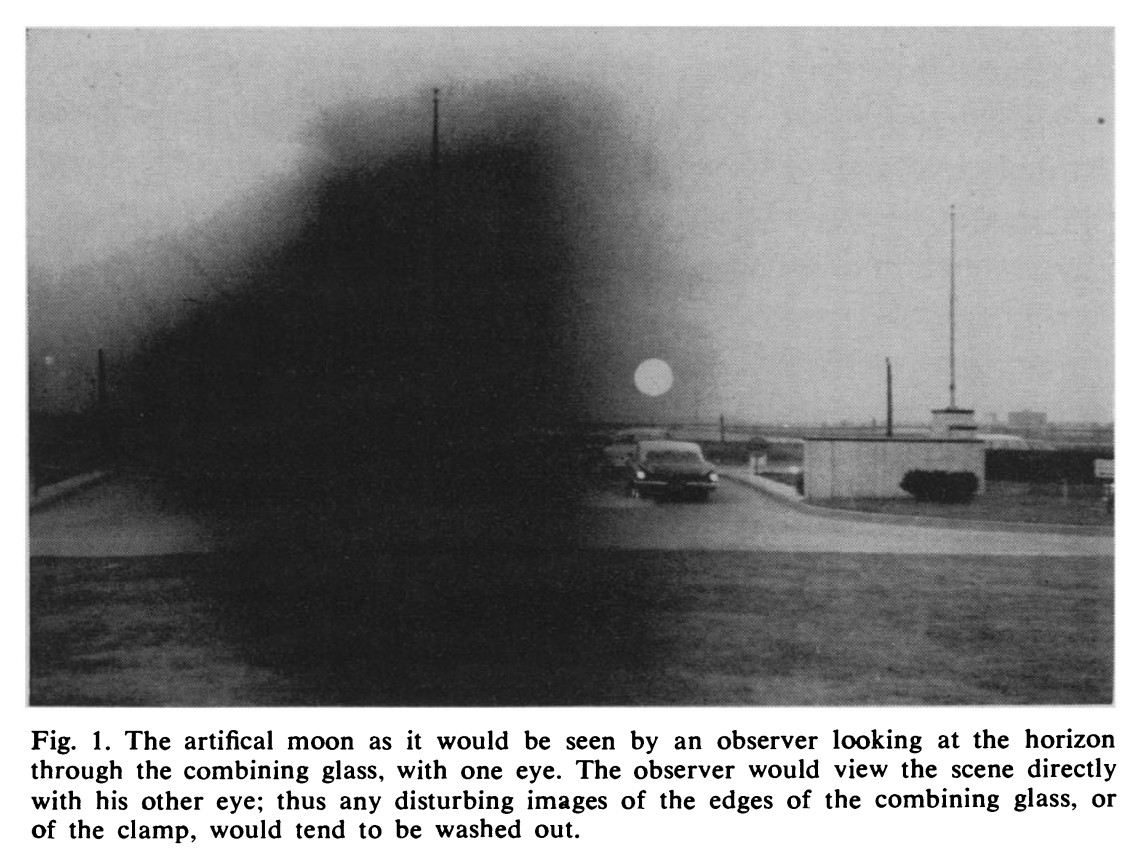 Fig. 1. The artifical moon as it would be seen by an observer looking at the horizon
through the combining glass, with one eye. The observer would view the scene directly
with his other eye; thus any disturbing images of the edges of the combining glass, or
of the clamp, would tend to be washed out.